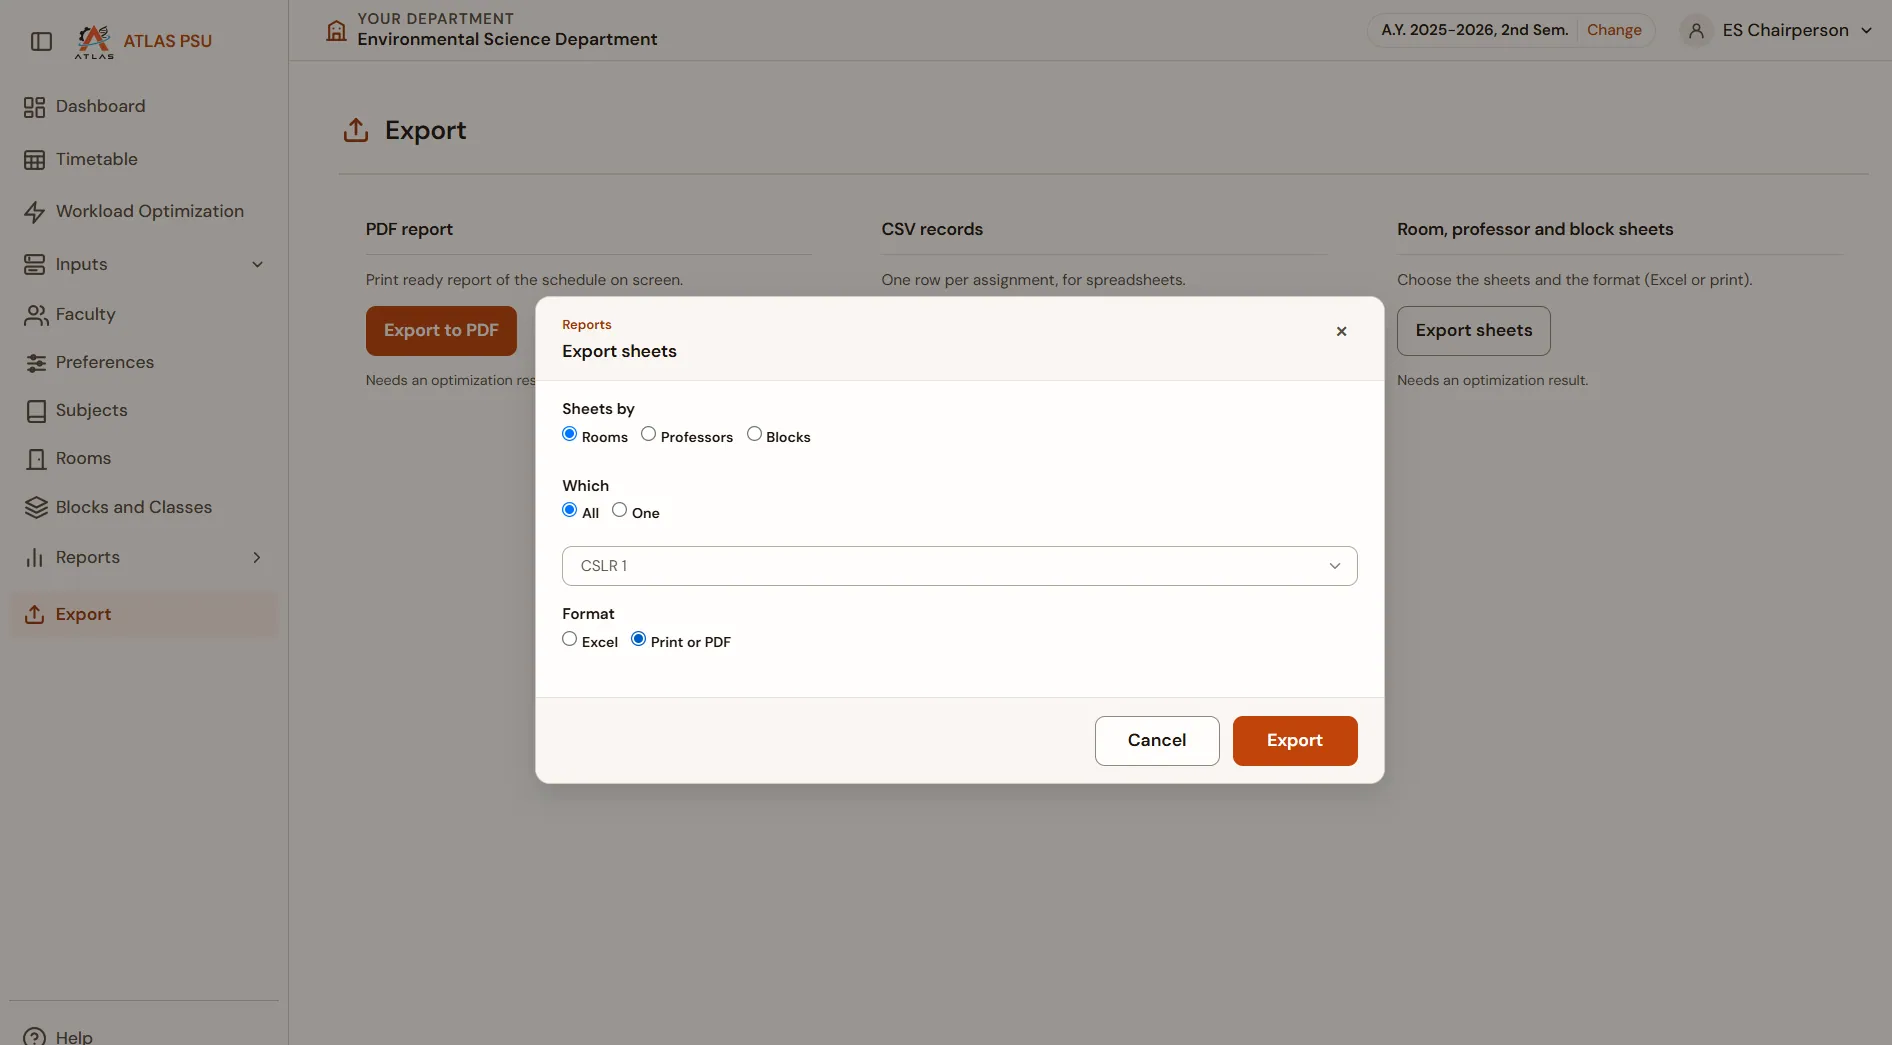 ATLAS
ATLAS PSU
YOUR DEPARTMENT
Environmental Science Department
A.Y. 2025-2026, 2nd Sem.
Change
ES Chairperson
Dashboard
Timetable
Workload Optimization
Inputs
Faculty
Preferences
Subjects
Rooms
Blocks and Classes
Reports
Export
Help
Export
PDF report
Print ready report of the schedule on screen.
Export to PDF
Needs an optimization res
CSV records
One row per assignment, for spreadsheets.
Room, professor and block sheets
Choose the sheets and the format (Excel or print).
Export sheets
Needs an optimization result.
Reports
Export sheets
Sheets by
Rooms Professors Blocks
Which
All One
CSLR 1
Format
Excel Print or PDF
Cancel
Export